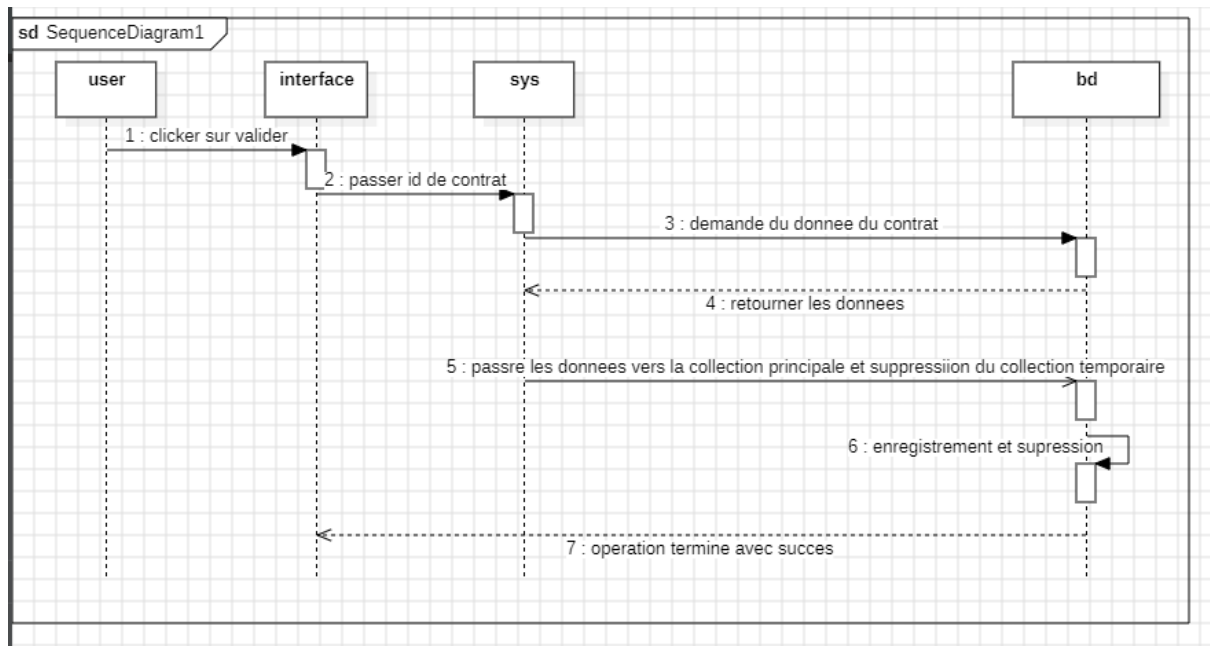 sd SequenceDiagram1
user
interface
sys
bd
1 : clicker sur valider
2 : passer id de contrat
3 : demande du donnee du contrat
4 : retourner les donnees
5 : passre les donnees vers la collection principale et suppressiion du collection temporaire
6 : enregistrement et supression
7 : operation termine avec succes